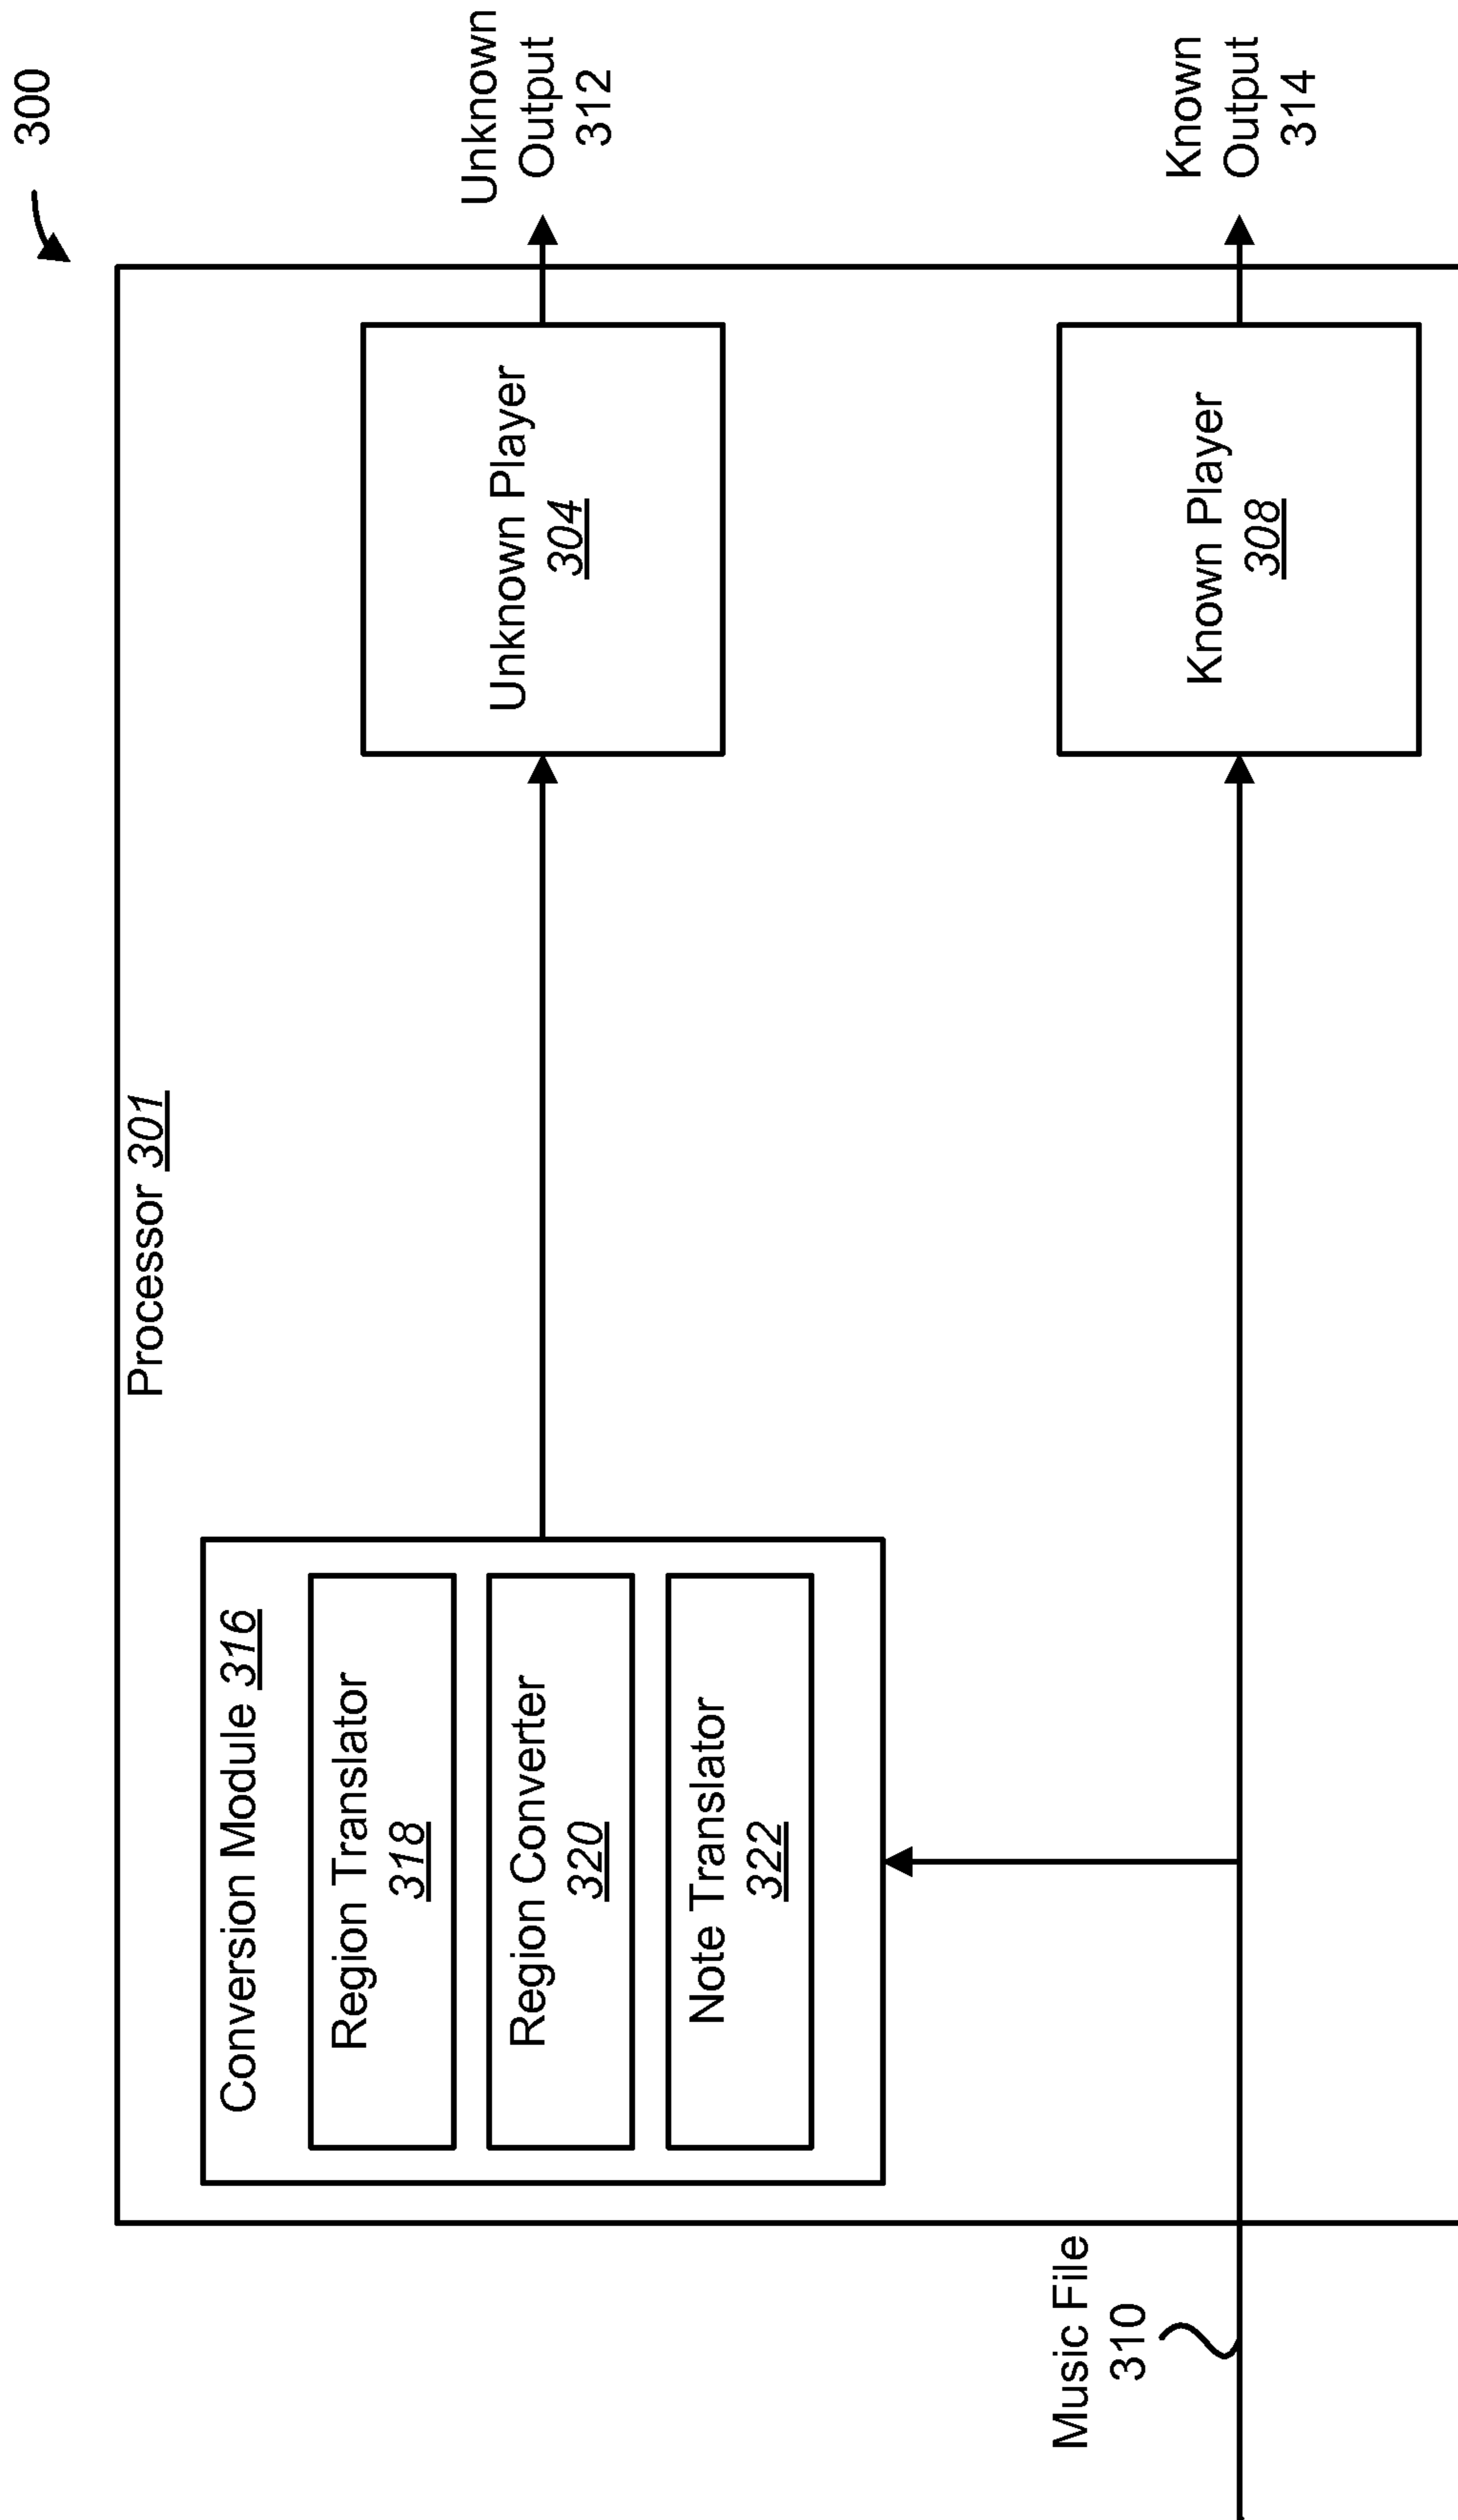 300
Processor 301
Conversion Module 316
Region Translator
318
Region Converter
320
Note Translator
322
Unknown Player
304
Unknown
Output
312
Music File
310
Known Player
308
Known
Output
314